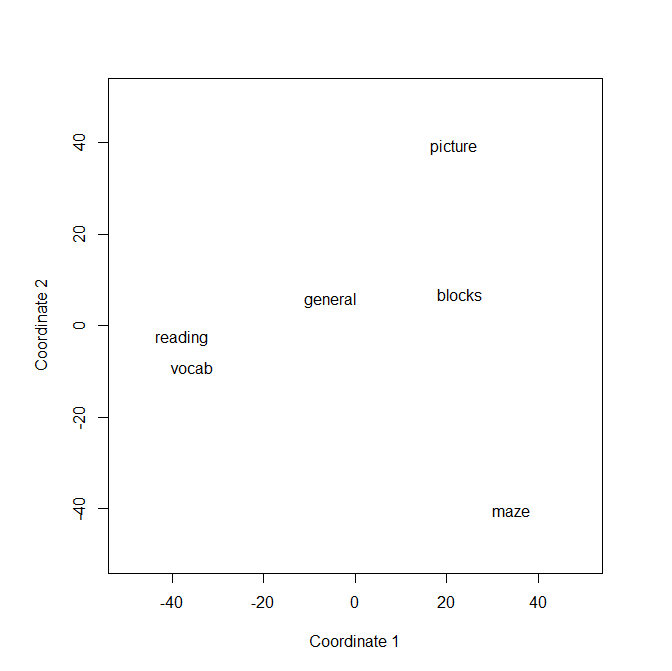 picture
general
blocks
reading
vocab
maze
40
20
0
-20
-40
Coordinate 2
-40
-20
0
20
40
Coordinate 1